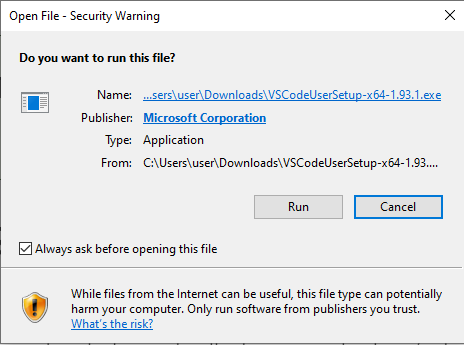 Open File - Security Warning
Do you want to run this file?
Name: ...sers\user\Downloads\VSCodeUserSetup-x64-1.93.1.exe
Publisher: Microsoft Corporation
Type: Application
From: C:\Users\user\Downloads\VSCodeUserSetup-x64-1.93....
Run Cancel
Always ask before opening this file
While files from the Internet can be useful, this file type can potentially
harm your computer. Only run software from publishers you trust.
What's the risk?